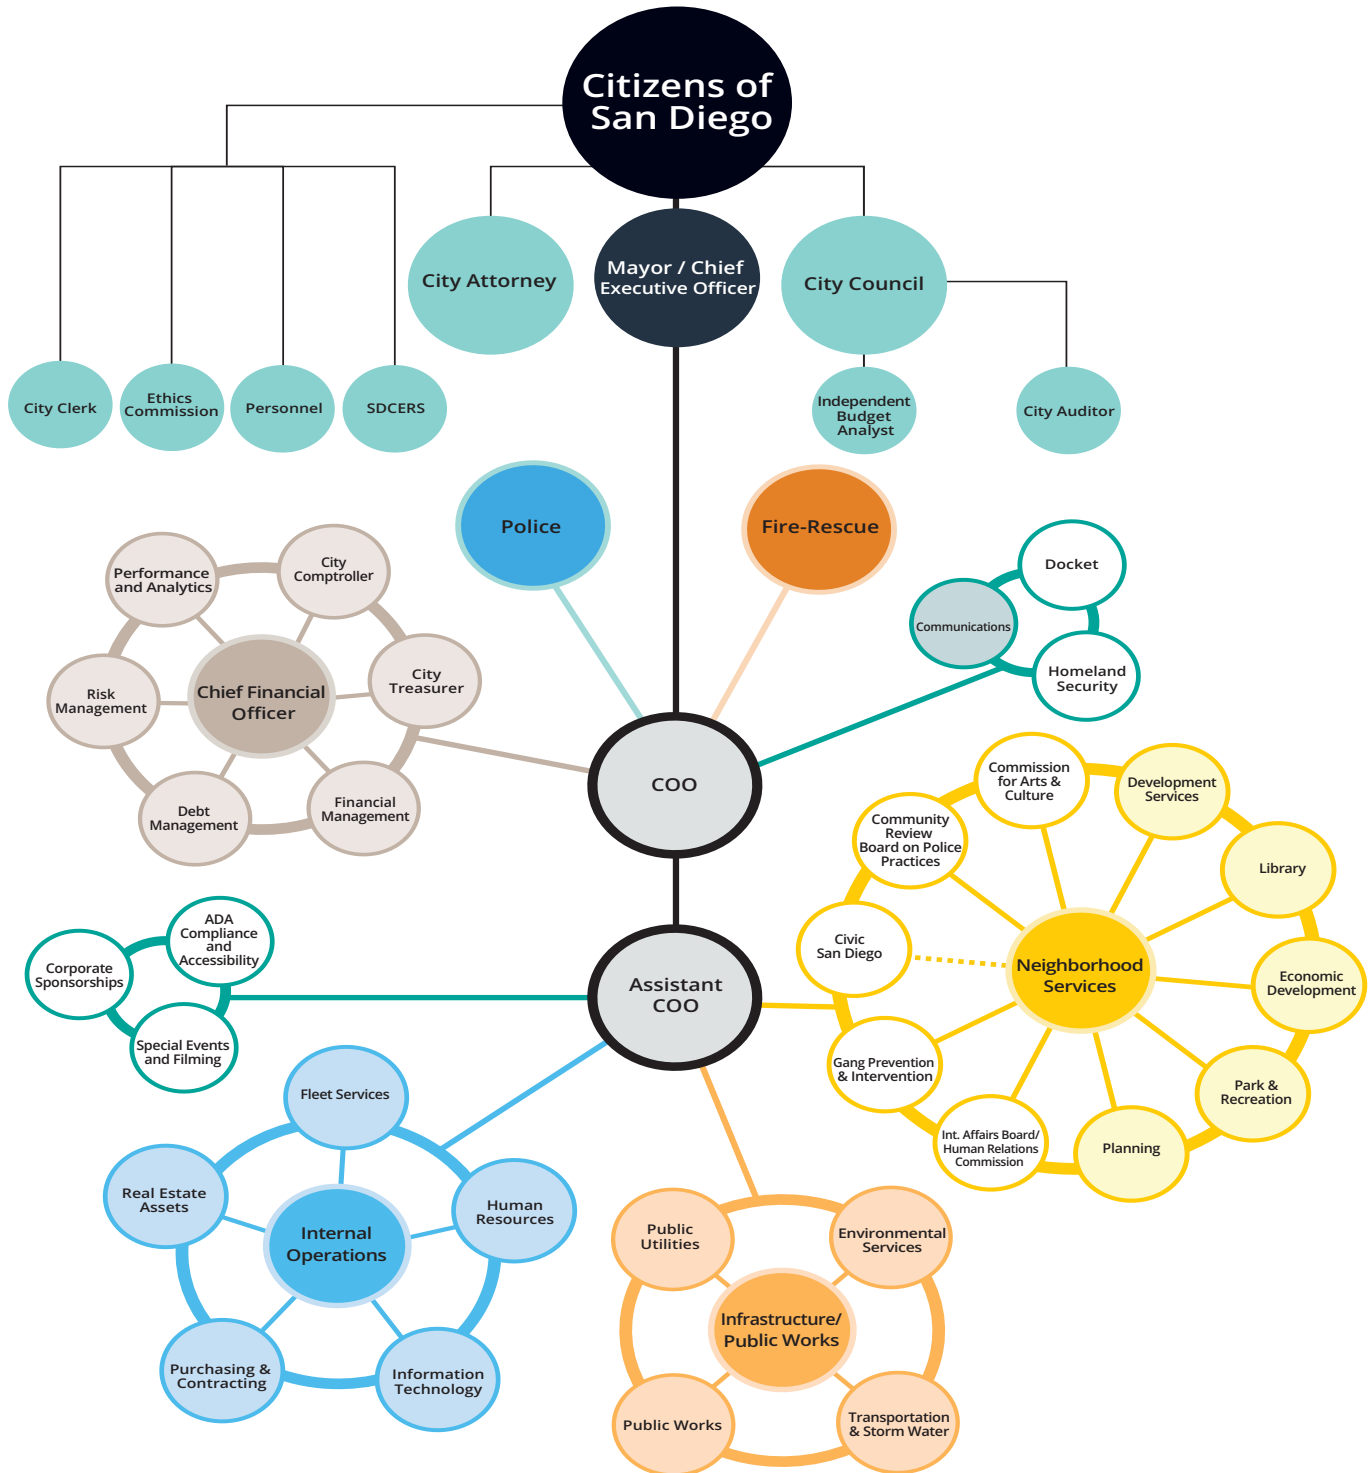 Citizens of
San Diego
City Attorney
Mayor / Chief
Executive Officer
City Council
City Clerk
Ethics
Commission
Personnel
SDCERS
Independent
Budget
Analyst
City Auditor
Police
Fire-Rescue
Performance
and Analytics
City
Comptroller
City
Treasurer
Risk
Management
Chief Financial
Officer
Debt
Management
Financial
Management
Docket
Communications
Homeland
Security
COO
Commission
for Arts &
Culture
Development
Services
Community
Review
Board on Police
Practices
Library
Civic
San Diego
Neighborhood
Services
Economic
Development
Gang Prevention
& Intervention
Park &
Recreation
Int. Affairs Board/
Human Relations
Commission
Planning
ADA
Compliance
and
Accessibility
Corporate
Sponsorships
Special Events
and Filming
Assistant
COO
Fleet Services
Real Estate
Assets
Human
Resources
Internal
Operations
Purchasing &
Contracting
Information
Technology
Public
Utilities
Environmental
Services
Infrastructure/
Public Works
Public Works
Transportation
& Storm Water